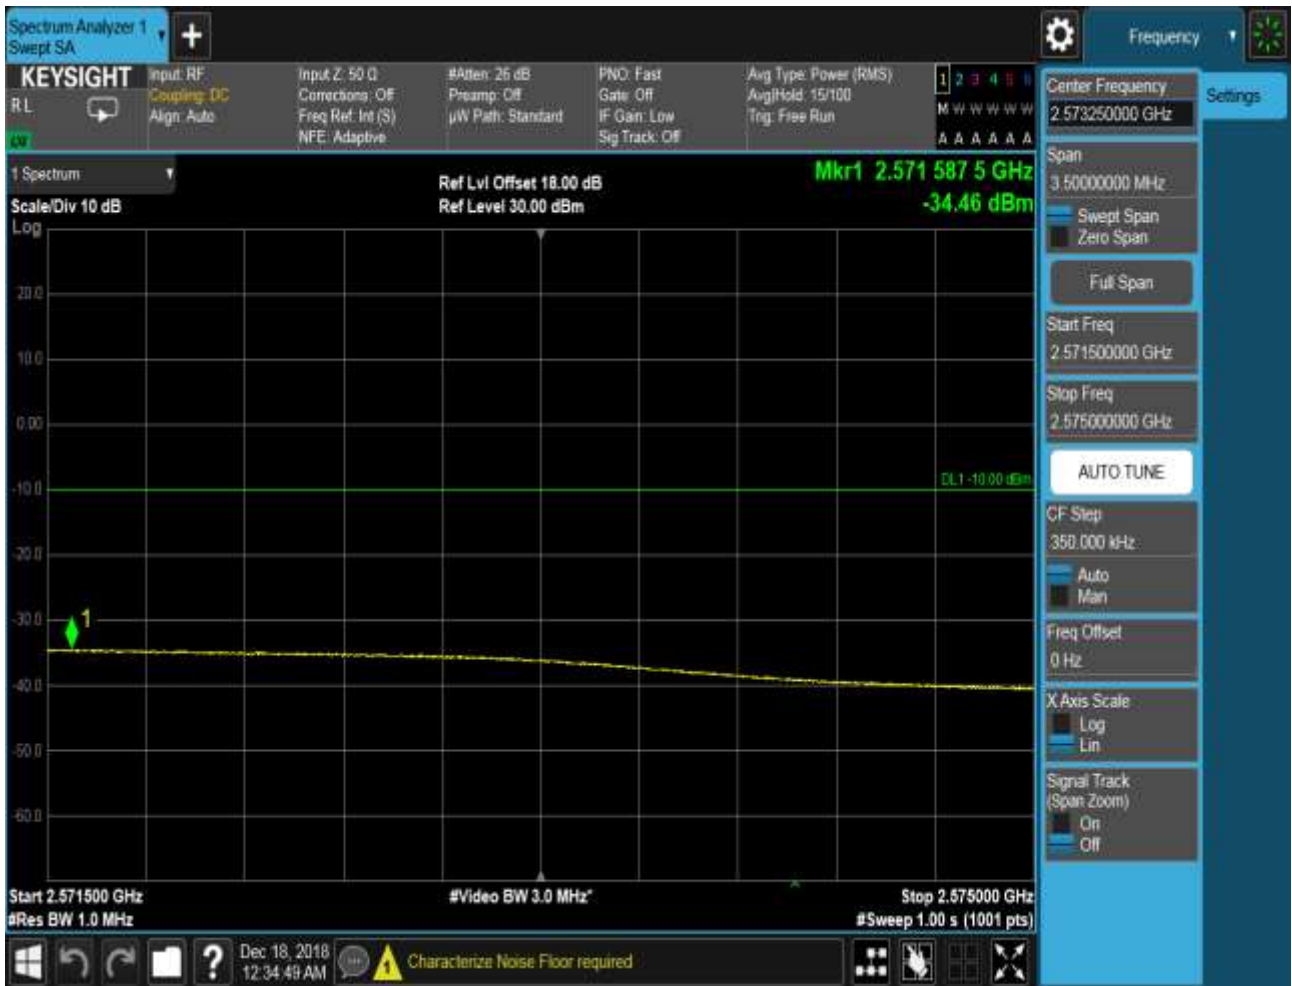 Spectrum Analyzer 1
Swept SA
+
Frequency
KEYSIGHT
R L
Input: RF
Coupling: DC
Align: Auto
Input Z: 50 Ω
Corrections: Off
Freq Ref: Int (S)
NFE: Adaptive
#Atten: 26 dB
Preamp: Off
µW Path: Standard
PNO: Fast
Gate: Off
IF Gain: Low
Sig Track: Off
Avg Type: Power (RMS)
Avg|Hold: 15/100
Trig: Free Run
1 2 3 4 5 6
M W W W W W
A A A A A A
1 Spectrum
Scale/Div 10 dB
Ref Lvl Offset 18.00 dB
Ref Level 30.00 dBm
Mkr1 2.571 587 5 GHz
-34.46 dBm
Log
20.0
10.0
0.00
-10.0
-20.0
-30.0
-40.0
-50.0
-60.0
DL1 -10.00 dBm
1
Start 2.571500 GHz
#Res BW 1.0 MHz
#Video BW 3.0 MHz*
Stop 2.575000 GHz
#Sweep 1.00 s (1001 pts)
Center Frequency
2.573250000 GHz
Settings
Span
3.50000000 MHz
Swept Span
Zero Span
Full Span
Start Freq
2.571500000 GHz
Stop Freq
2.575000000 GHz
AUTO TUNE
CF Step
350.000 kHz
Auto
Man
Freq Offset
0 Hz
X Axis Scale
Log
Lin
Signal Track
(Span Zoom)
On
Off
?
Dec 18, 2018
12:34:49 AM
1
Characterize Noise Floor required